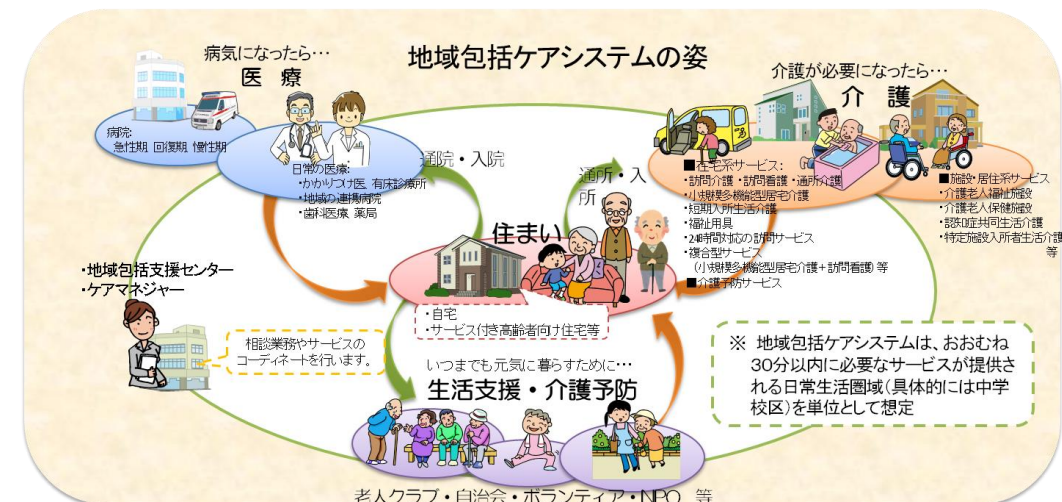 地域包括ケアシステムの姿
病気になったら…
医 療
病院:
急性期 回復期 慢性期
日常の医療:
・かかりつけ医 有床診療所
・地域の連携病院
・歯科医療 薬局
通院・入院
通所・入
所
介護が必要になったら…
介 護
■在宅系サービス:
・訪問介護・訪問看護・通所介護
・小規模多機能型居宅介護
・短期入所生活介護
・福祉用具
・24時間対応の訪問サービス
・複合型サービス
(小規模多機能型居宅介護+訪問看護)等
■介護予防サービス
■施設・居住系サービス
・介護老人福祉施設
・介護老人保健施設
・認知症共同生活介護
・特定施設入所者生活介護
等
住まい
・自宅
・サービス付き高齢者向け住宅等
・地域包括支援センター
・ケアマネジャー
相談業務やサービスの
コーディネートを行います。
いつまでも元気に暮らすために…
生活支援・介護予防
老人クラブ・自治会・ボランティア・NPO 等
※ 地域包括ケアシステムは、おおむね
30分以内に必要なサービスが提供さ
れる日常生活圏域(具体的には中学
校区)を単位として想定